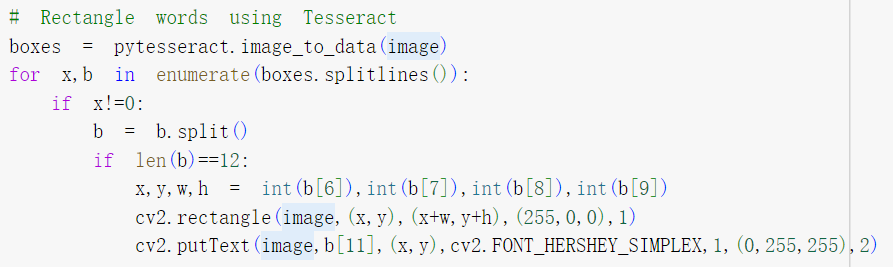 # Rectangle words using Tesseract
boxes = pytesseract.image_to_data(image)
for x,b in enumerate(boxes.splitlines()):
    if x!=0:
        b = b.split()
        if len(b)==12:
            x,y,w,h = int(b[6]),int(b[7]),int(b[8]),int(b[9])
            cv2.rectangle(image,(x,y),(x+w,y+h),(255,0,0),1)
            cv2.putText(image,b[11],(x,y),cv2.FONT_HERSHEY_SIMPLEX,1,(0,255,255),2)